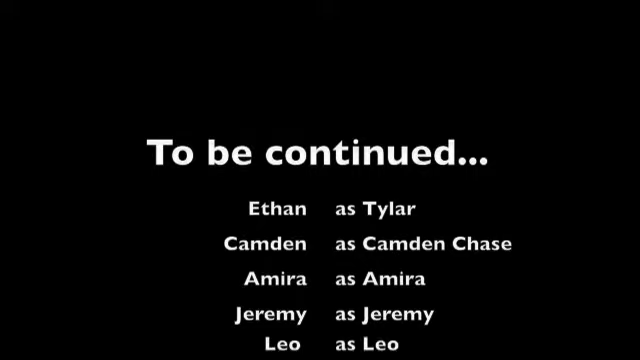 To be continued...
Ethan as Tylar
Camden as Camden Chase
Amira as Amira
Jeremy as Jeremy
Leo as Leo